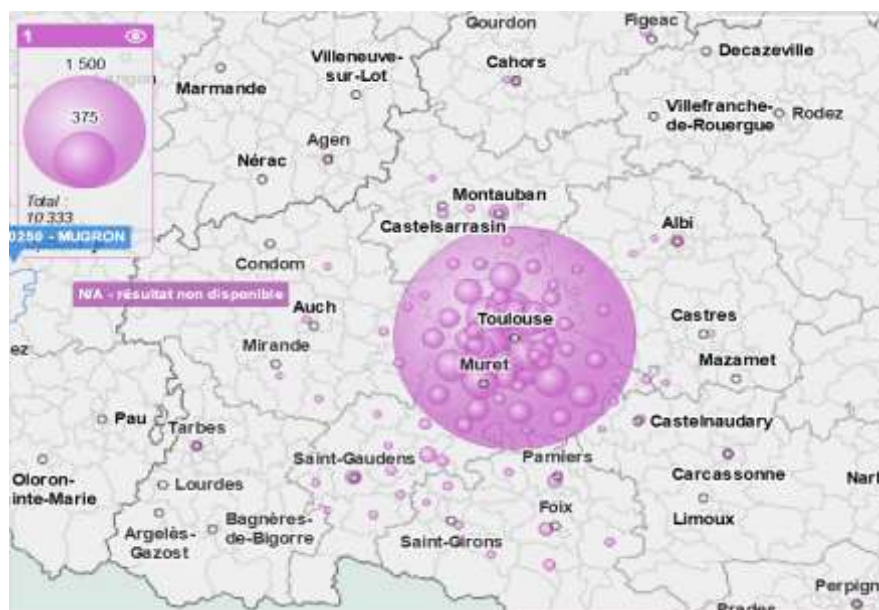 1
1 500
375
Total :
10 333
0250 - MUGRON
N/A - résultat non disponible
Gourdon
Figeac
Decazeville
Villeneuve-
sur-Lot
Cahors
Marmande
Villefranche-
de-Rouergue
Rodez
Agen
Nérac
Montauban
Castelsarrasin
Albi
Condom
Auch
Toulouse
Castres
Mirande
Muret
Mazamet
Pau
Tarbes
Castelnaudary
Saint-Gaudens
Pamiers
Oloron-
inte-Marie
Lourdes
Carcassonne
Narl
Foix
Limoux
Argelès-
Gazost
Bagnères-
de-Bigorre
Saint-Girons
Perpign
Prades